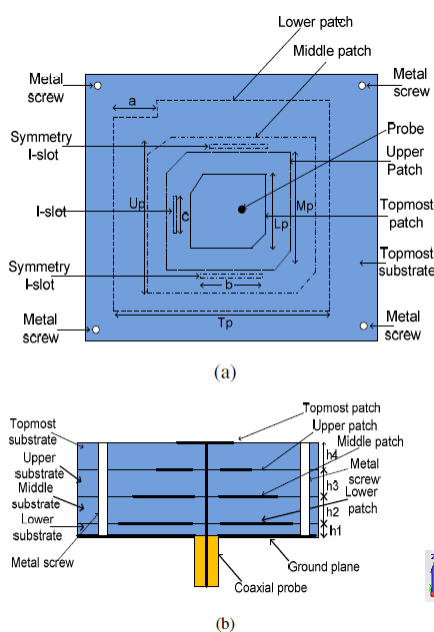 Lower patch
Middle patch
Metal
screw
Metal
screw
a
Probe
Symmetry
I-slot
Upper
Patch
I-slot
Up
c
Lp
Mp
Topmost
patch
Topmost
substrate
Symmetry
I-slot
b
Metal
screw
Tp
Metal
screw
(a)
Topmost patch
Upper patch
Middle patch
Topmost
substrate
Upper
substrate
Middle
substrate
Lower
substrate
h4
h3
h2
h1
Metal
screw
Lower
patch
Metal screw
Ground plane
Coaxial probe
(b)